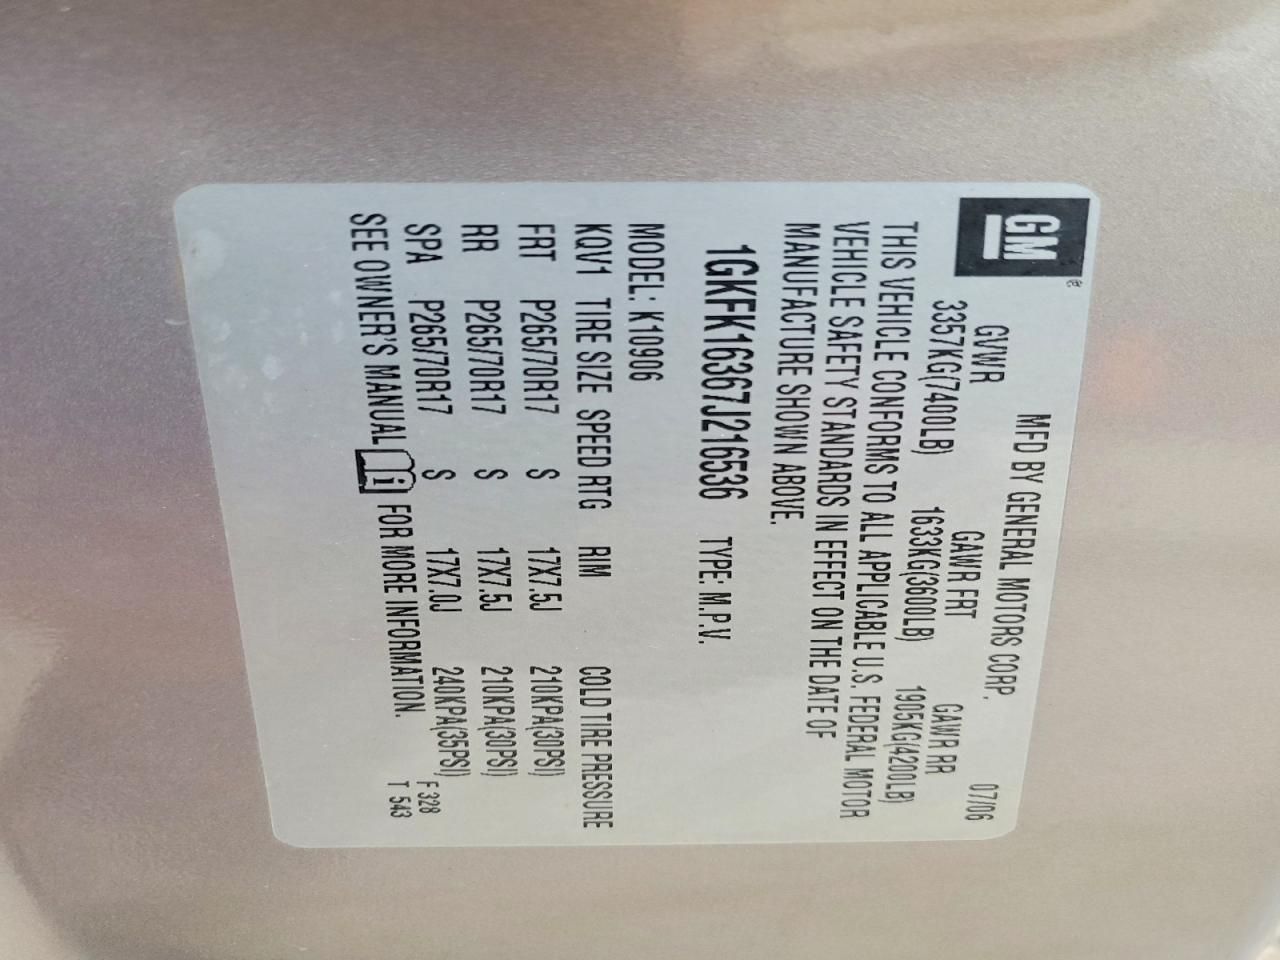 GM
MFD BY GENERAL MOTORS CORP. 07/06
GVWR GAWR FRT GAWR RR
3357KG(7400LB) 1633KG(3600LB) 1905KG(4200LB)
THIS VEHICLE CONFORMS TO ALL APPLICABLE U.S. FEDERAL MOTOR
VEHICLE SAFETY STANDARDS IN EFFECT ON THE DATE OF
MANUFACTURE SHOWN ABOVE.
1GKFK16367J216536 TYPE: M.P.V.
MODEL: K10906
KQV1 TIRE SIZE SPEED RTG RIM COLD TIRE PRESSURE
FRT P265/70R17 S 17X7.5J 210KPA(30PSI)
RR P265/70R17 S 17X7.5J 210KPA(30PSI)
SPA P265/70R17 S 17X7.0J 240KPA(35PSI)
SEE OWNER'S MANUAL i FOR MORE INFORMATION. F 328
T 543